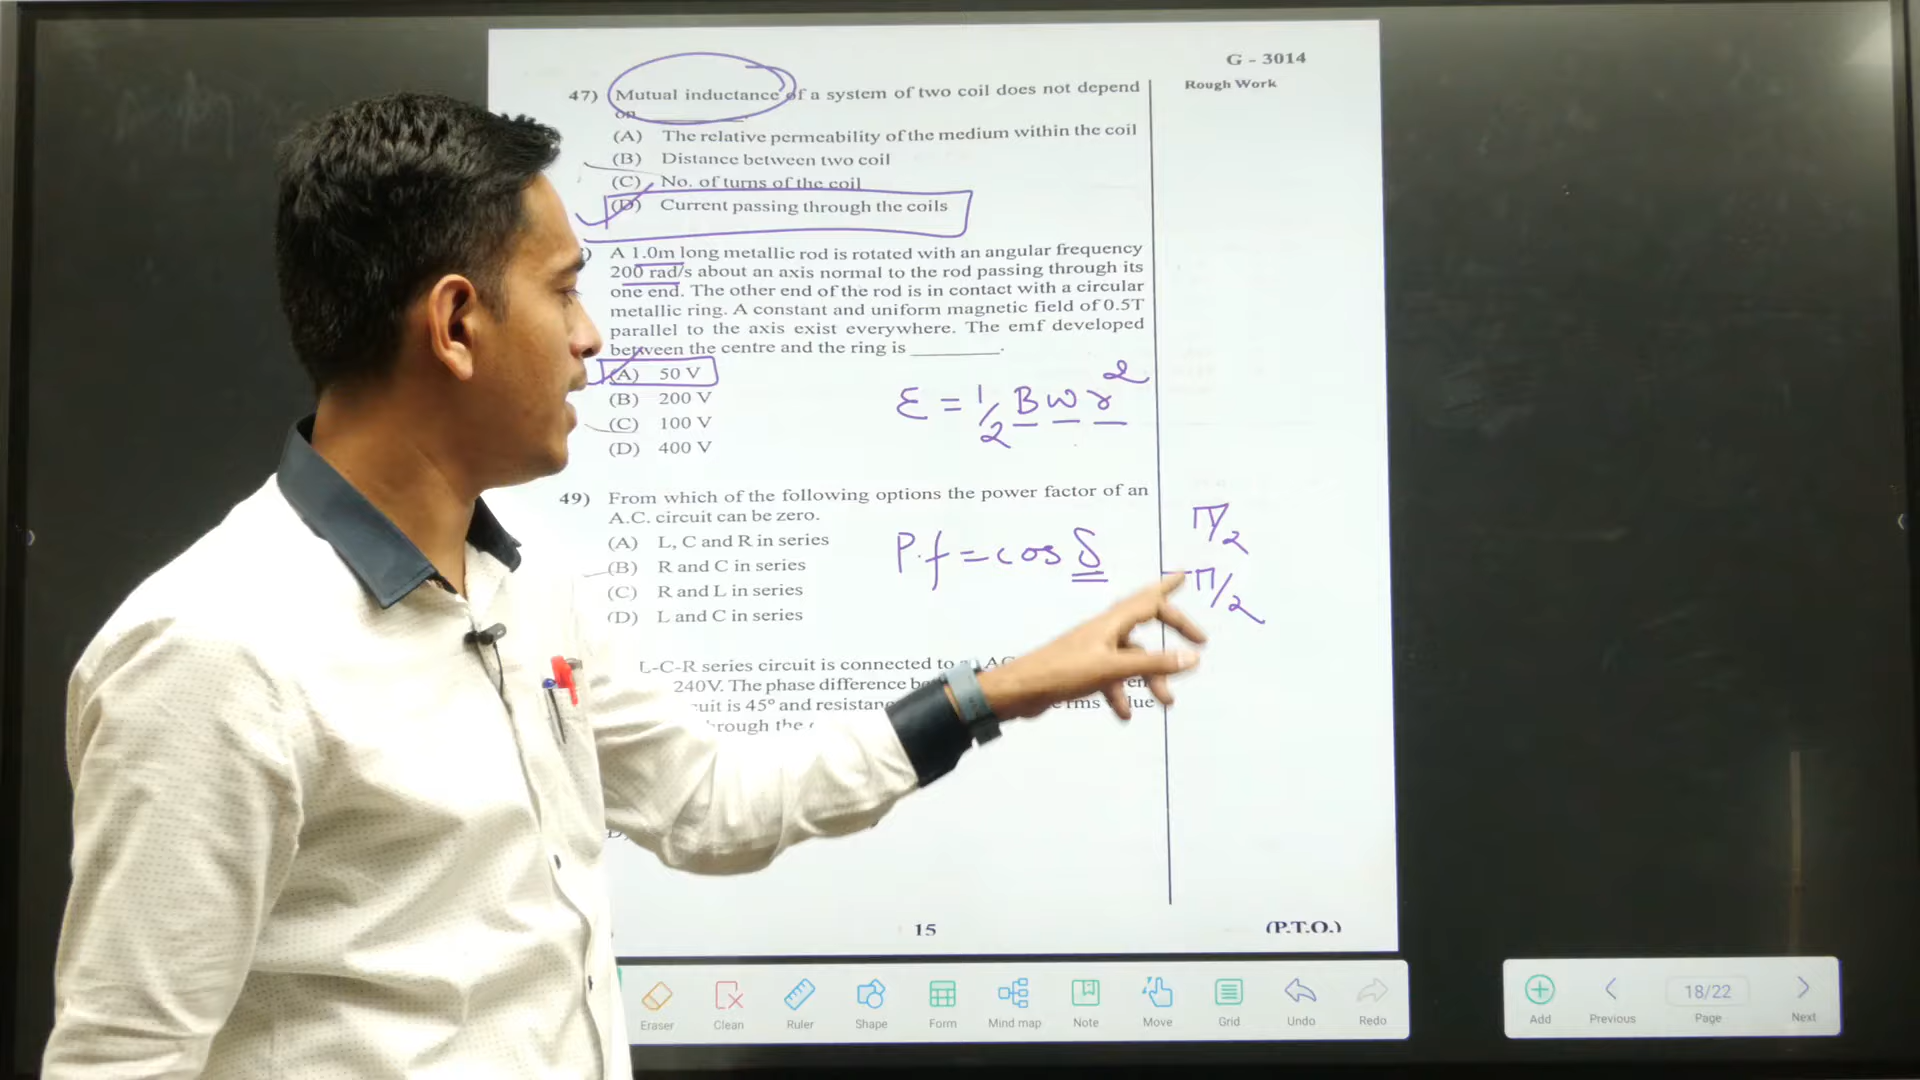 G - 3014
Rough Work
47) Mutual inductance of a system of two coil does not depend
on
(A) The relative permeability of the medium within the coil
(B) Distance between two coil
(C) No. of turns of the coil
(D) Current passing through the coils
) A 1.0m long metallic rod is rotated with an angular frequency
200 rad/s about an axis normal to the rod passing through its
one end. The other end of the rod is in contact with a circular
metallic ring. A constant and uniform magnetic field of 0.5T
parallel to the axis exist everywhere. The emf developed
between the centre and the ring is ________.
(A) 50 V
(B) 200 V
(C) 100 V
(D) 400 V
ε = 1/2 B ω r²
49) From which of the following options the power factor of an
A.C. circuit can be zero.
(A) L, C and R in series
(B) R and C in series
(C) R and L in series
(D) L and C in series
P.f = cos δ
π/2
-π/2
L-C-R series circuit is connected to
240V. The phase difference
is 45° and
rms
through the
15
(P.T.O.)
Eraser
Clean
Ruler
Shape
Form
Mind map
Note
Move
Grid
Undo
Redo
Add
Previous
18/22
Page
Next